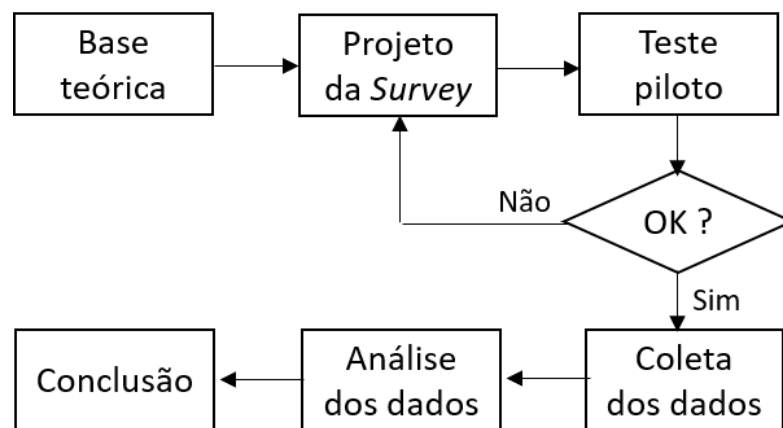 Base
teórica
Projeto
da Survey
Teste
piloto
Não
OK ?
Sim
Conclusão
Análise
dos dados
Coleta
dos dados